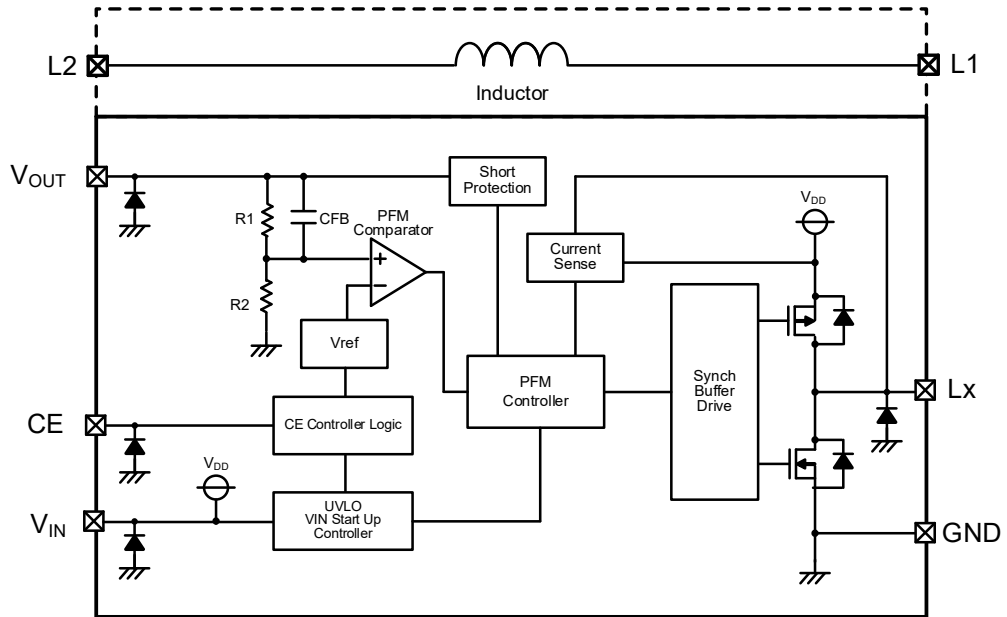 L2
L1
Inductor
VOUT
Short
Protection
R1
CFB
PFM
Comparator
VDD
Current
Sense
+
−
R2
Vref
PFM
Controller
Synch
Buffer
Drive
Lx
CE
CE Controller Logic
VDD
VIN
UVLO
VIN Start Up
Controller
GND